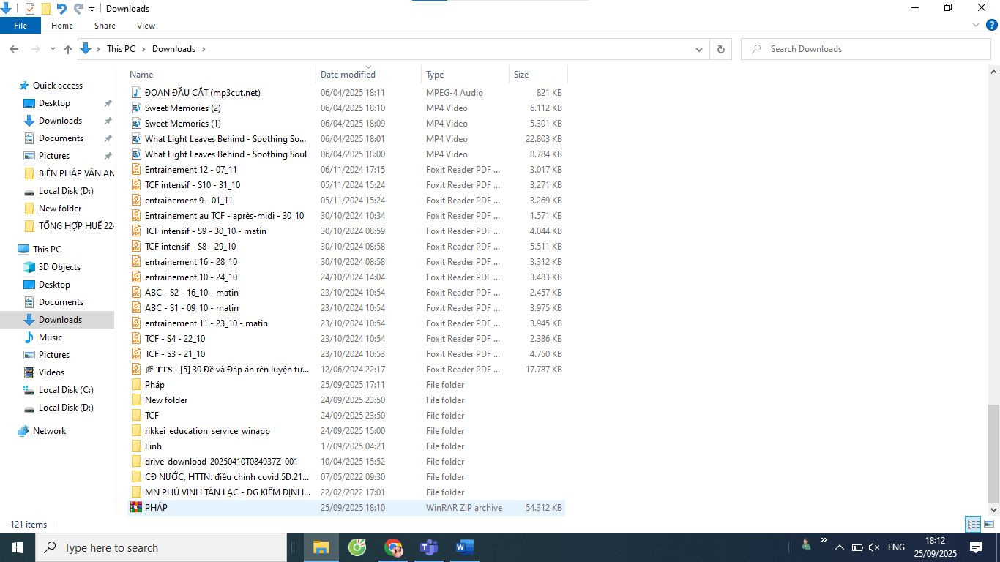 Downloads
File Home Share View
This PC Downloads Search Downloads
Name Date modified Type Size
Quick access
Desktop
Downloads
Documents
Pictures
BIÊN PHÁP VÂN AN
Local Disk (D:)
New folder
TỔNG HỢP HUẾ 22-
This PC
3D Objects
Desktop
Documents
Downloads
Music
Pictures
Videos
Local Disk (C:)
Local Disk (D:)
Network
ĐOẠN ĐẦU CẮT (mp3cut.net) 06/04/2025 18:11 MPEG-4 Audio 821 KB
Sweet Memories (2) 06/04/2025 18:10 MP4 Video 6.112 KB
Sweet Memories (1) 06/04/2025 18:09 MP4 Video 5.301 KB
What Light Leaves Behind - Soothing So... 06/04/2025 18:01 MP4 Video 22.803 KB
What Light Leaves Behind - Soothing Soul 06/04/2025 18:00 MP4 Video 8.784 KB
Entrainement 12 - 07_11 06/11/2024 17:15 Foxit Reader PDF ... 3.017 KB
TCF intensif - S10 - 31_10 05/11/2024 15:24 Foxit Reader PDF ... 3.271 KB
entrainement 9 - 01_11 05/11/2024 15:24 Foxit Reader PDF ... 3.269 KB
Entrainement au TCF - après-midi - 30_10 30/10/2024 10:34 Foxit Reader PDF ... 1.571 KB
TCF intensif - S9 - 30_10 - matin 30/10/2024 08:59 Foxit Reader PDF ... 4.044 KB
TCF intensif - S8 - 29_10 30/10/2024 08:58 Foxit Reader PDF ... 5.511 KB
entrainement 16 - 28_10 30/10/2024 08:58 Foxit Reader PDF ... 3.312 KB
entrainement 10 - 24_10 24/10/2024 14:04 Foxit Reader PDF ... 3.483 KB
ABC - S2 - 16_10 - matin 23/10/2024 10:54 Foxit Reader PDF ... 2.457 KB
ABC - S1 - 09_10 - matin 23/10/2024 10:54 Foxit Reader PDF ... 3.975 KB
entrainement 11 - 23_10 - matin 23/10/2024 10:54 Foxit Reader PDF ... 3.945 KB
TCF - S4 - 22_10 23/10/2024 10:54 Foxit Reader PDF ... 2.386 KB
TCF - S3 - 21_10 23/10/2024 10:53 Foxit Reader PDF ... 4.750 KB
TTS - [5] 30 Đề và Đáp án rèn luyện tư... 12/06/2024 22:17 Foxit Reader PDF ... 17.787 KB
Pháp 25/09/2025 17:11 File folder
New folder 24/09/2025 23:50 File folder
TCF 24/09/2025 23:50 File folder
rikkei_education_service_winapp 24/09/2025 15:00 File folder
Linh 17/09/2025 04:21 File folder
drive-download-20250410T084937Z-001 10/04/2025 15:52 File folder
CĐ NƯỚC, HTTN. điều chỉnh covid.5D.21... 07/05/2022 09:30 File folder
MN PHÚ VINH TÂN LẠC - ĐG KIỂM ĐỊNH... 22/02/2022 17:01 File folder
PHÁP 25/09/2025 18:10 WinRAR ZIP archive 54.312 KB
121 items
Type here to search ENG 18:12
25/09/2025